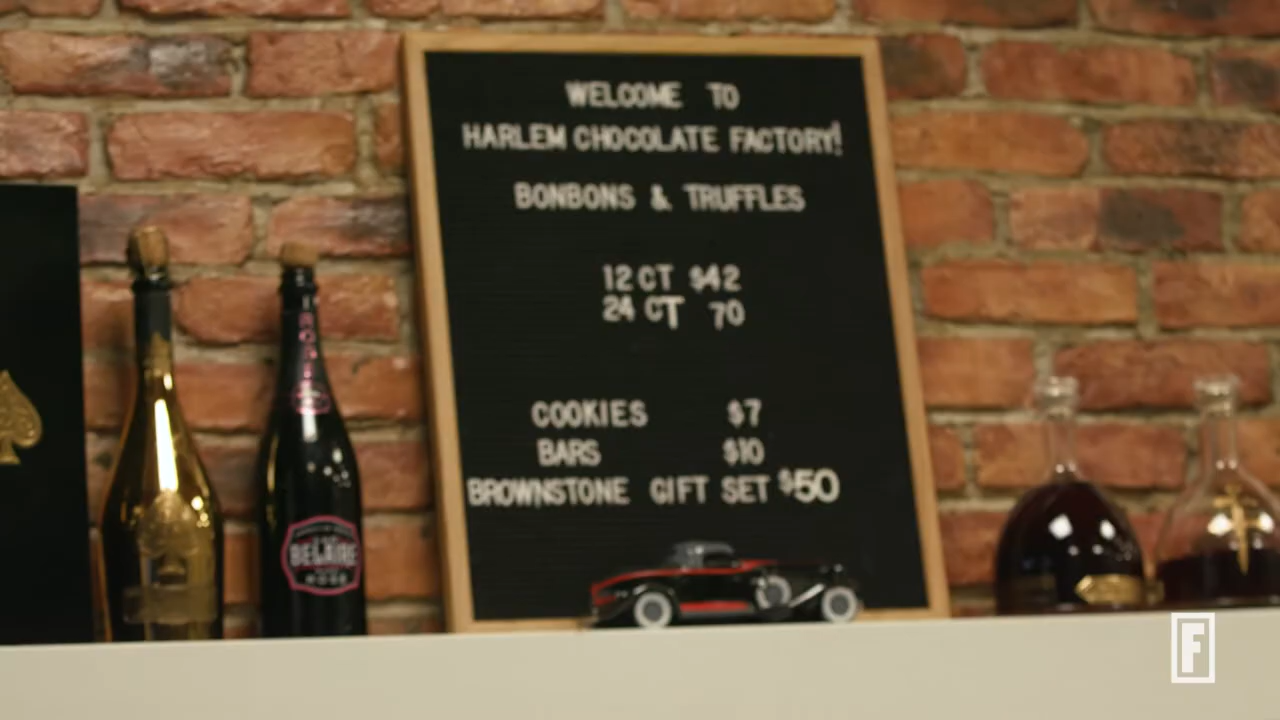 WELCOME TO
HARLEM CHOCOLATE FACTORY!
BONBONS & TRUFFLES
12 CT $42
24 CT 70
COOKIES $7
BARS $10
BROWNSTONE GIFT SET $50
BELAIRE
F